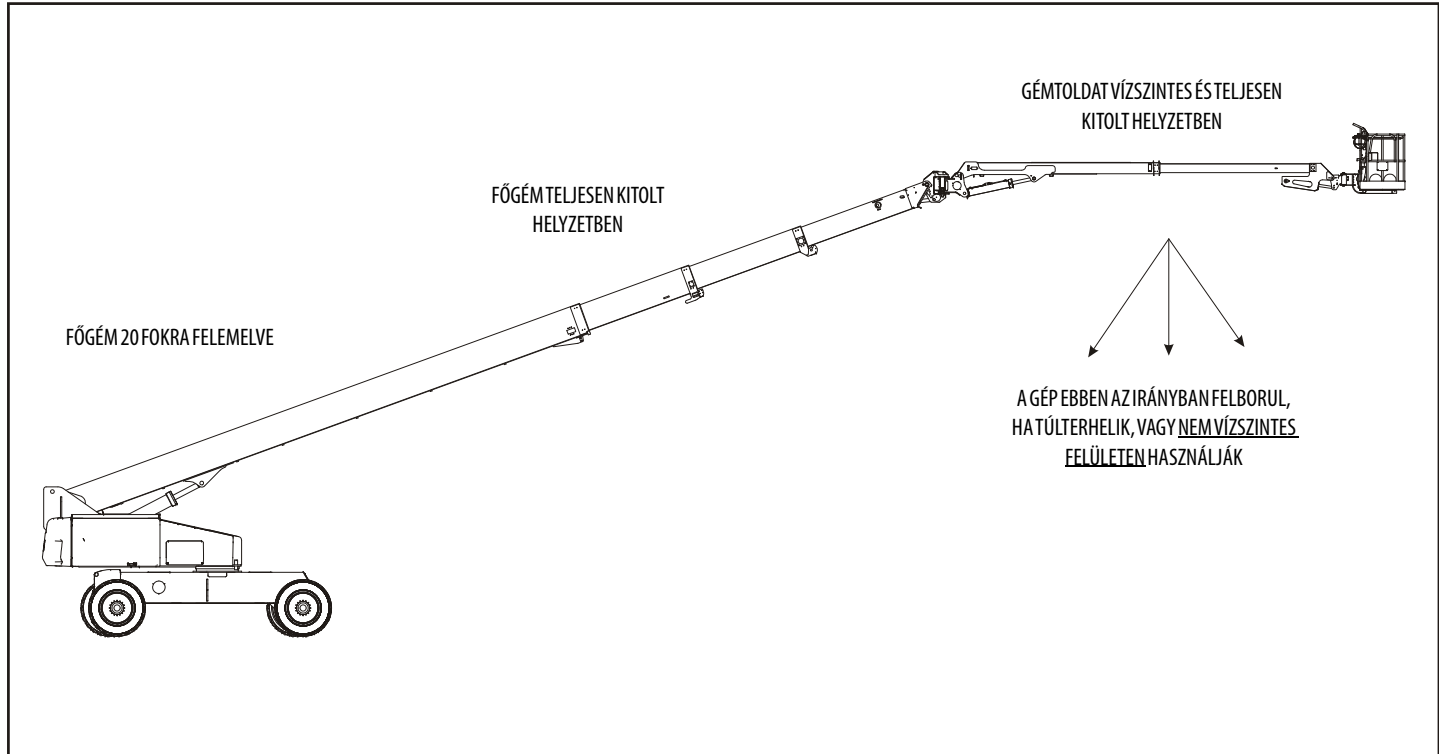 GÉMTOLDAT VÍZSZINTES ÉS TELJESEN
KITOLT HELYZETBEN
FŐGÉM TELJESEN KITOLT
HELYZETBEN
FŐGÉM 20 FOKRA FELEMELVE
A GÉP EBBEN AZ IRÁNYBAN FELBORUL,
HA TÚLTERHELIK, VAGY NEM VÍZSZINTES
FELÜLETEN HASZNÁLJÁK